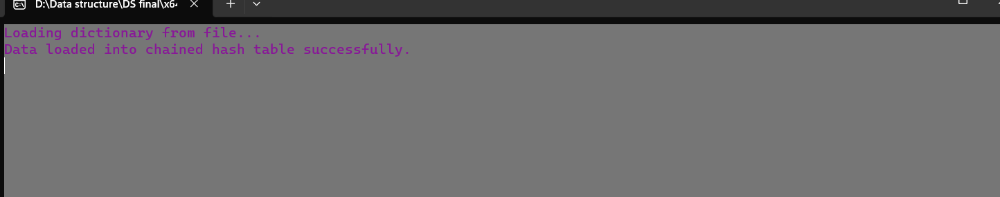 D:\Data structure\DS final\x64
Loading dictionary from file...
Data loaded into chained hash table successfully.